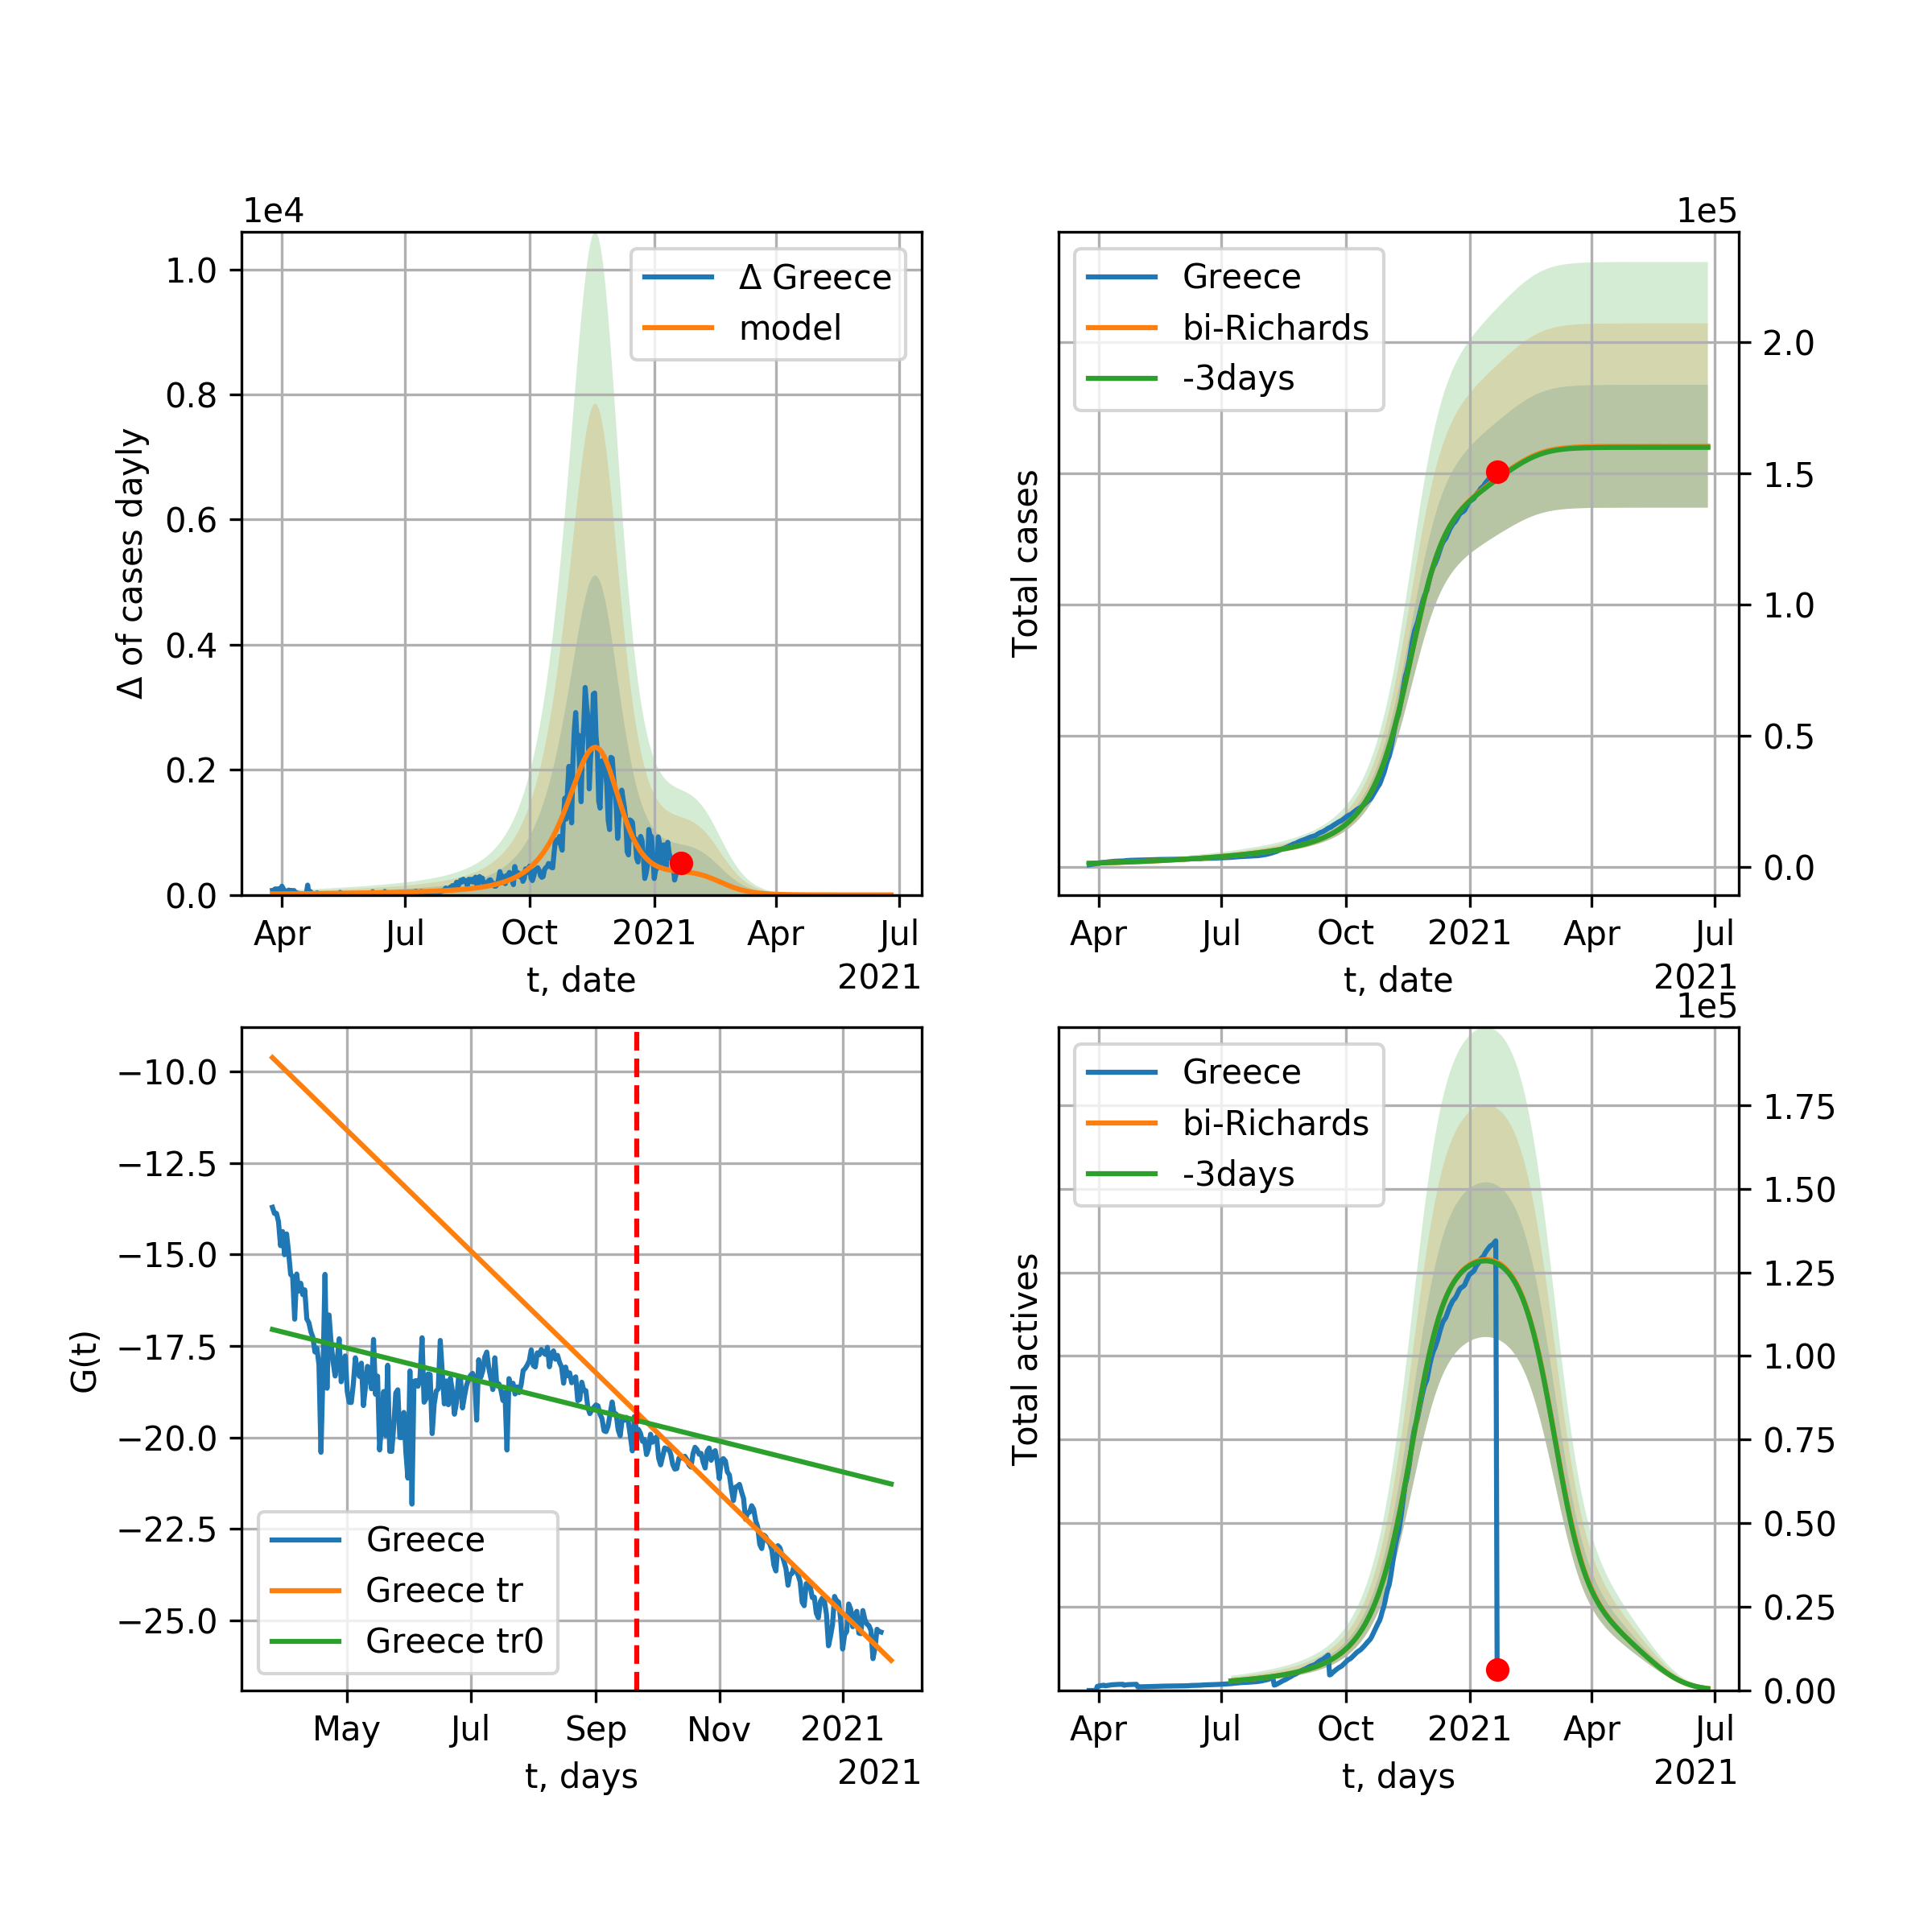 1e4
Δ of cases dayly
1.0
0.8
0.6
0.4
0.2
0.0
Δ Greece
model
Apr Jul Oct 2021 Apr Jul
t, date
2021
1e5
Total cases
Greece
bi-Richards
-3days
2.0
1.5
1.0
0.5
0.0
Apr Jul Oct 2021 Apr Jul
t, date
2021
G(t)
−10.0
−12.5
−15.0
−17.5
−20.0
−22.5
−25.0
Greece
Greece tr
Greece tr0
May Jul Sep Nov 2021
t, days
2021
1e5
Total actives
Greece
bi-Richards
-3days
1.75
1.50
1.25
1.00
0.75
0.50
0.25
0.00
Apr Jul Oct 2021 Apr Jul
t, days
2021